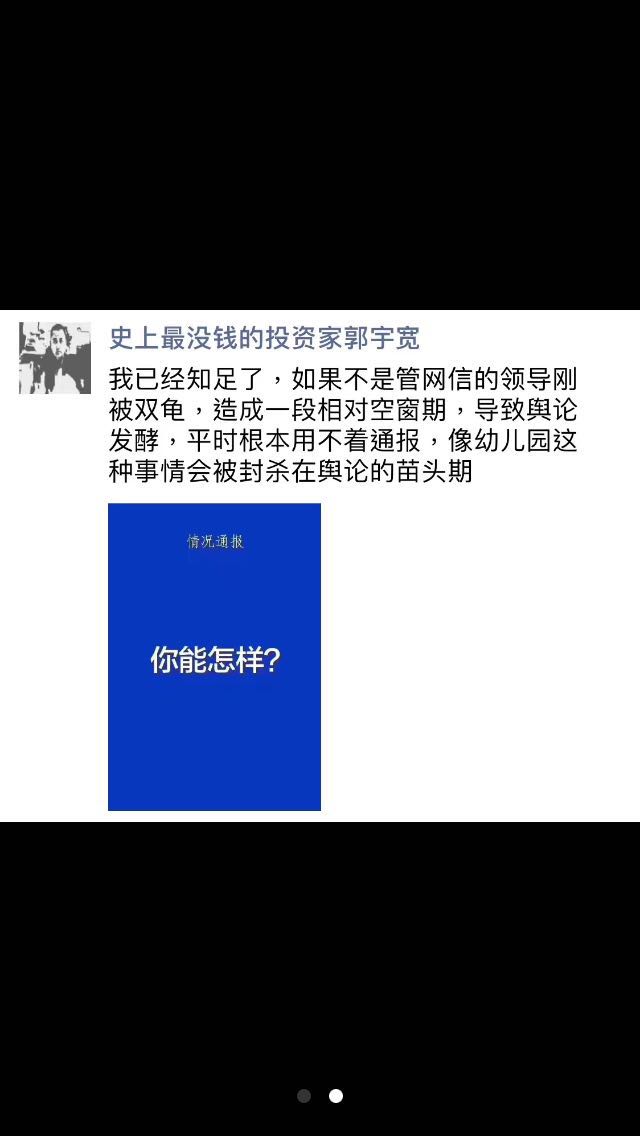 史上最没钱的投资家郭宇宽
我已经知足了，如果不是管网信的领导刚
被双龟，造成一段相对空窗期，导致舆论
发酵，平时根本用不着通报，像幼儿园这
种事情会被封杀在舆论的苗头期
情况通报
你能怎样?